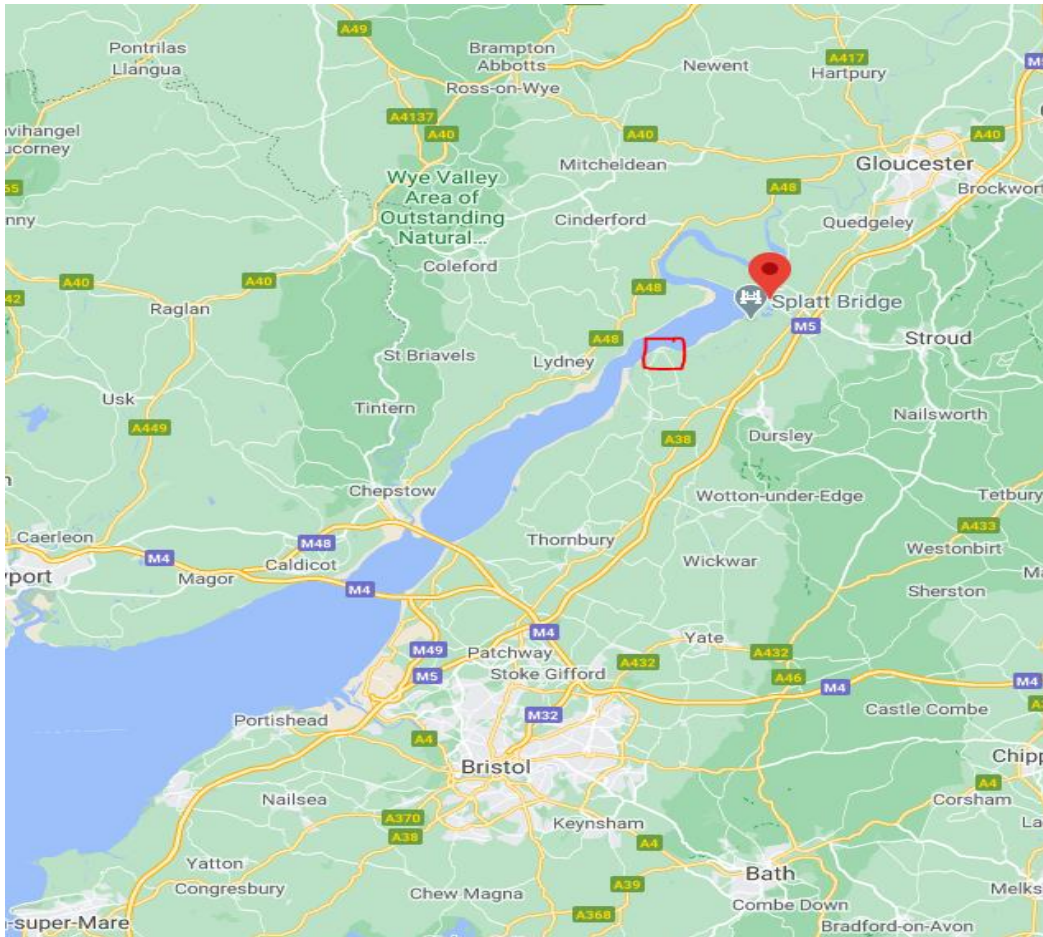 A49
Pontrilas
Llangua
Brampton
Abbotts
Newent
A417
Hartpury
M5
Ross-on-Wye
A4137
A40
A40
A40
Mitcheldean
Gloucester
Brockwort
Wye Valley
Area of
Outstanding
Natural...
A48
Cinderford
Quedgeley
Coleford
A40
A40
A48
Splatt Bridge
Raglan
M5
Stroud
A48
St Briavels
Lydney
Usk
Tintern
Nailsworth
A449
A38
Dursley
Chepstow
Wotton-under-Edge
Tetbury
A433
Caerleon
M48
Thornbury
Westonbirt
M4
Caldicot
Wickwar
Magor
M4
Sherston
M4
Yate
A432
M49
Patchway
A432
M5
Stoke Gifford
A46
M4
M4
Portishead
M32
Castle Combe
A4
Bristol
Chipp
A4
Nailsea
A370
Corsham
A38
Keynsham
A4
Yatton
Bath
Congresbury
Chew Magna
A39
Combe Down
Melks
A368
-super-Mare
Bradford-on-Avon